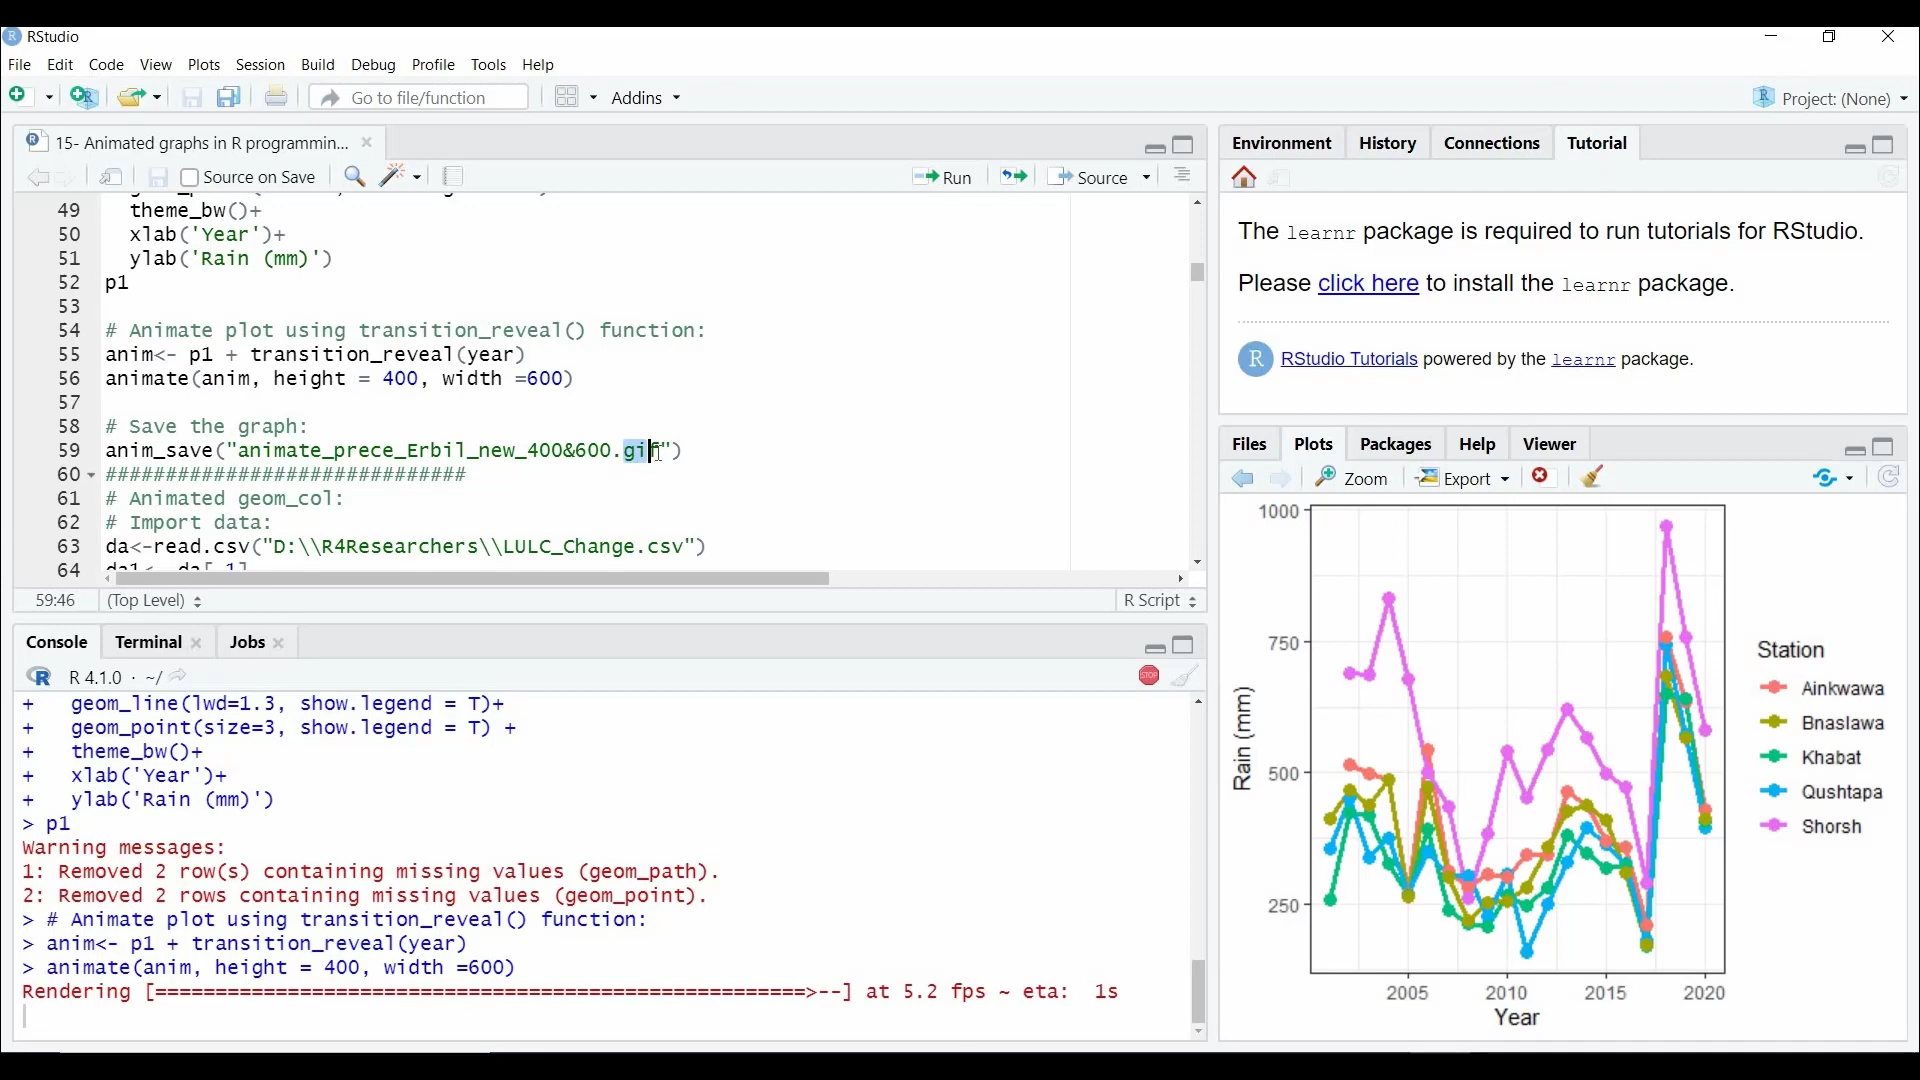 RStudio
File Edit Code View Plots Session Build Debug Profile Tools Help
Go to file/function Addins Project: (None)
15- Animated graphs in R programmin...
Source on Save Run Source
49 theme_bw()+
50 xlab('Year')+
51 ylab('Rain (mm)')
52 p1
53
54 # Animate plot using transition_reveal() function:
55 anim<- p1 + transition_reveal(year)
56 animate(anim, height = 400, width =600)
57
58 # Save the graph:
59 anim_save("animate_prece_Erbil_new_400&600.gif")
60 ##############################
61 # Animated geom_col:
62 # Import data:
63 da<-read.csv("D:\\R4Researchers\\LULC_Change.csv")
64
59:46 (Top Level) R Script
Console Terminal Jobs
R 4.1.0 · ~/
+ geom_line(lwd=1.3, show.legend = T)+
+ geom_point(size=3, show.legend = T) +
+ theme_bw()+
+ xlab('Year')+
+ ylab('Rain (mm)')
> p1
Warning messages:
1: Removed 2 row(s) containing missing values (geom_path).
2: Removed 2 rows containing missing values (geom_point).
> # Animate plot using transition_reveal() function:
> anim<- p1 + transition_reveal(year)
> animate(anim, height = 400, width =600)
Rendering [======================================================>--] at 5.2 fps ~ eta: 1s
Environment History Connections Tutorial
The learnr package is required to run tutorials for RStudio.
Please click here to install the learnr package.
R RStudio Tutorials powered by the learnr package.
Files Plots Packages Help Viewer
Zoom Export
1000
750
500
250
Rain (mm)
2005 2010 2015 2020
Year
Station
Ainkwawa
Bnaslawa
Khabat
Qushtapa
Shorsh